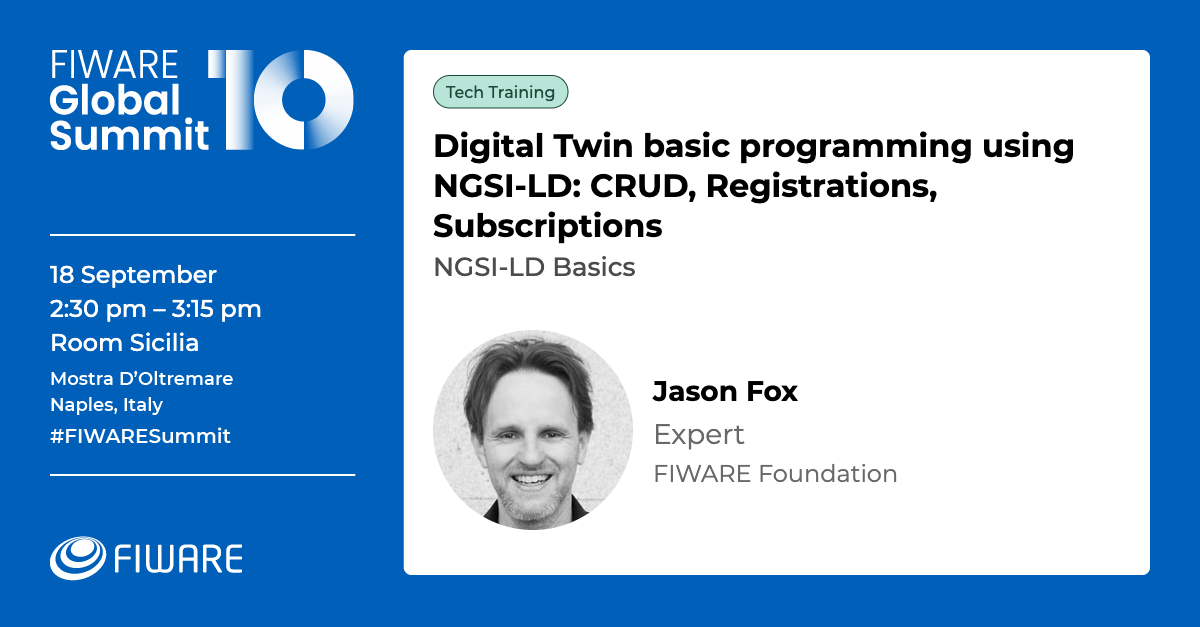 FIWARE
Global
Summit
10
18 September
2:30 pm – 3:15 pm
Room Sicilia
Mostra D’Oltremare
Naples, Italy
#FIWARESummit
FIWARE
Tech Training
Digital Twin basic programming using
NGSI-LD: CRUD, Registrations,
Subscriptions
NGSI-LD Basics
Jason Fox
Expert
FIWARE Foundation